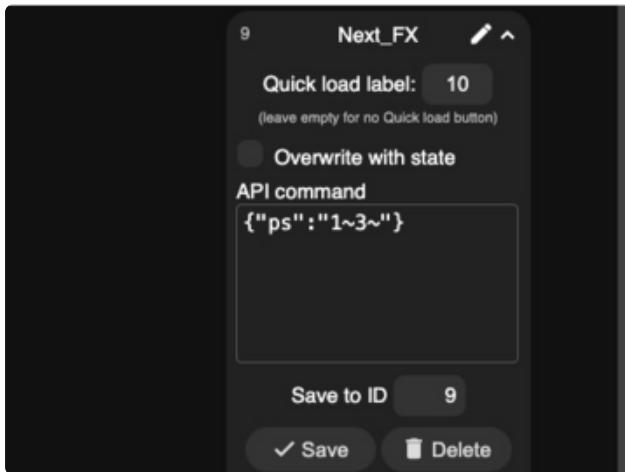 9 Next_FX
Quick load label: 10
(leave empty for no Quick load button)
Overwrite with state
API command
{"ps":"1~3~"}
Save to ID 9
Save Delete